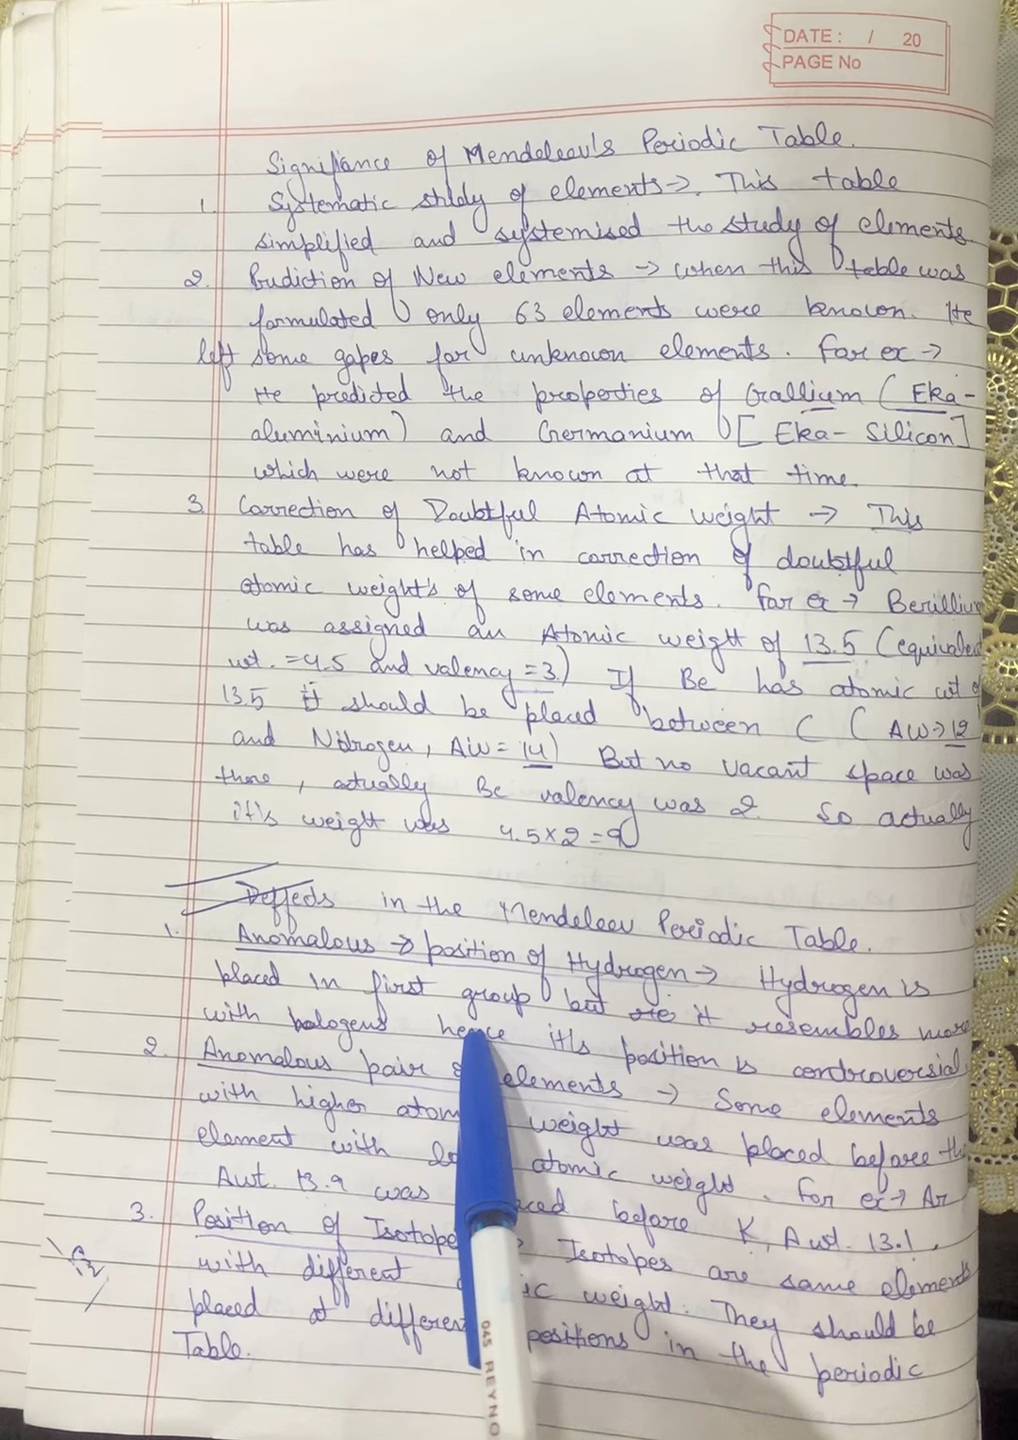 DATE: / 20
PAGE No
Signifiance of Mendeleev's Periodic Table.
1. Systematic study of elements→. This table
simplified and systemised the study of elements.
2. Prediction of New elements → when this table was
formulated only 63 elements were known. He
left some gapes for unknown elements. For ex →
He predicted the properties of Grallium (Eka-
aluminium) and Germanium [Eka- Silicon]
which were not known at that time.
3. Correction of Doubtful Atomic weight → This
table has helped in correction of doubtful
atomic weight's of some elements. For ex → Berillium
was assigned an Atomic weight of 13.5 (equivalent
wt. =4.5 and valency =3) If Be has atomic wt of
13.5 it should be placed between C ( AW→12
and Nitrogen, AW= 14) But no vacant space was
there, actually Be valency was 2. So actually
it's weight was 4.5×2=9
Deffects in the Mendeleev Periodic Table.
1. Anomalous → position of Hydrogen → Hydrogen is
placed in first group but it resembles more
with halogens hence it's position is controversial.
2. Anomalous pair elements → Some elements
with higher atom weight was placed before the
element with atomic weight. For ex→ Ar
Awt. 13.9 was before K, Awt. 13.1.
3. Position of Isotope → Isotopes are same elements
with different ic weight. They should be
placed at different positions in the periodic
Table.
045 REYNO